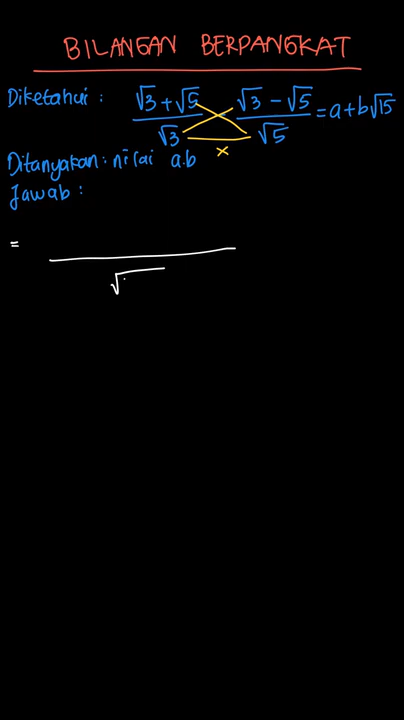 BILANGAN BERPANGKAT
Diketahui : (√3 + √5)/√3 (√3 - √5)/√5 = a + b√15
Ditanyakan : nilai a.b
Jawab :
= √
×